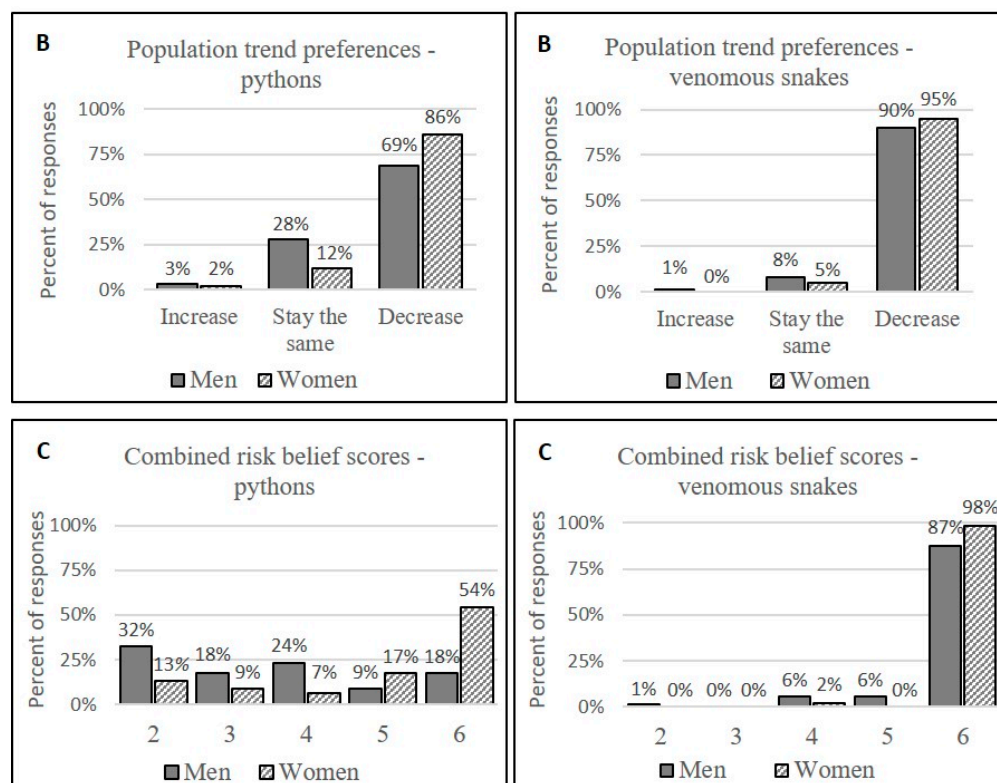 B
Population trend preferences -
pythons
Percent of responses
100%
75%
50%
25%
0%
3%
2%
28%
12%
69%
86%
Increase
Stay the
same
Decrease
Men
Women
B
Population trend preferences -
venomous snakes
Percent of responses
100%
75%
50%
25%
0%
1%
0%
8%
5%
90%
95%
Increase
Stay the
same
Decrease
Men
Women
C
Combined risk belief scores -
pythons
Percent of responses
100%
75%
50%
25%
0%
32%
13%
18%
9%
24%
7%
9%
17%
18%
54%
2
3
4
5
6
Men
Women
C
Combined risk belief scores -
venomous snakes
Percent of responses
100%
75%
50%
25%
0%
1%
0%
0%
0%
6%
2%
6%
0%
87%
98%
2
3
4
5
6
Men
Women